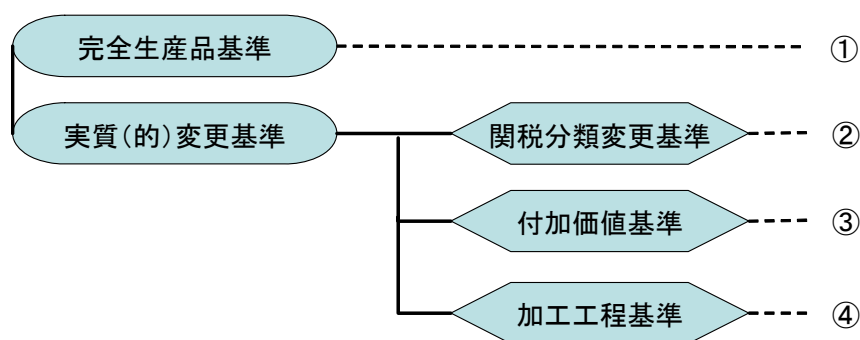 完全生産品基準 ①
実質(的)変更基準 関税分類変更基準 ②
付加価値基準 ③
加工工程基準 ④